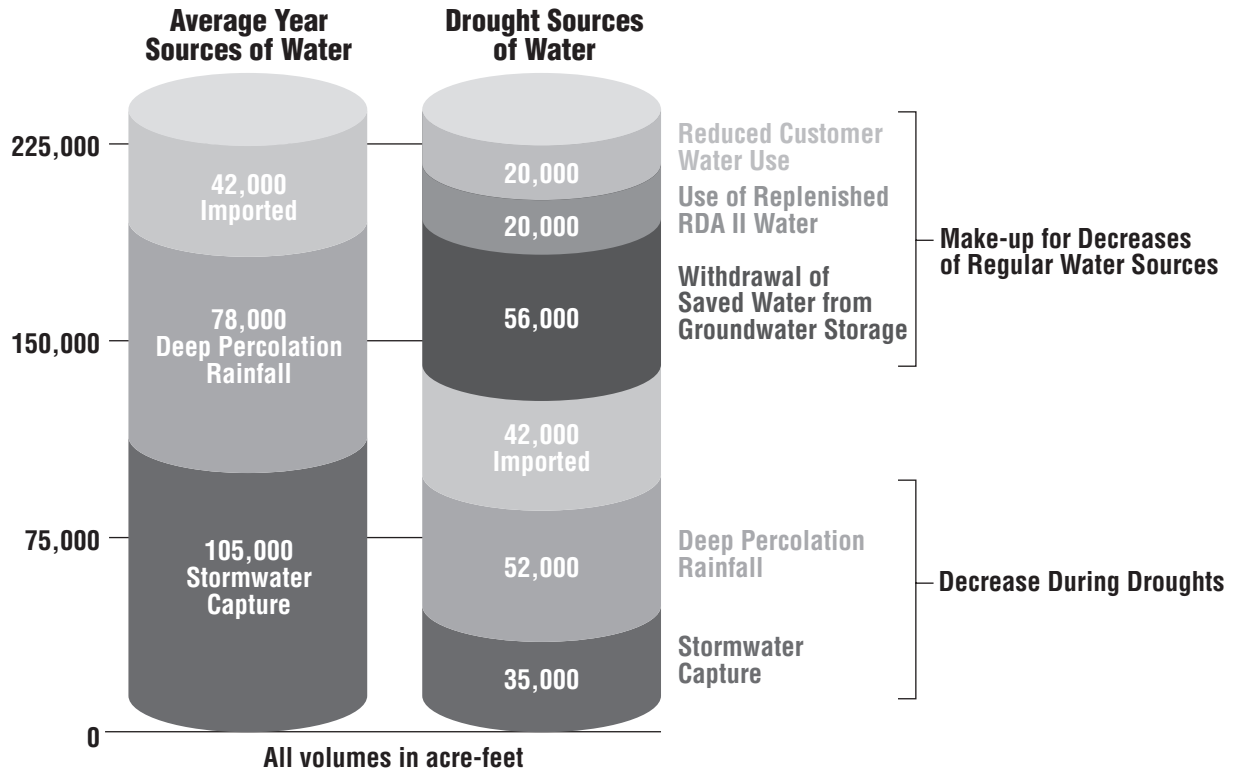 Average Year
Sources of Water
Drought Sources
of Water
225,000
150,000
75,000
0
42,000
Imported
78,000
Deep Percolation
Rainfall
105,000
Stormwater
Capture
20,000
20,000
56,000
42,000
Imported
52,000
35,000
Reduced Customer
Water Use
Use of Replenished
RDA II Water
Withdrawal of
Saved Water from
Groundwater Storage
Deep Percolation
Rainfall
Stormwater
Capture
Make-up for Decreases
of Regular Water Sources
Decrease During Droughts
All volumes in acre-feet